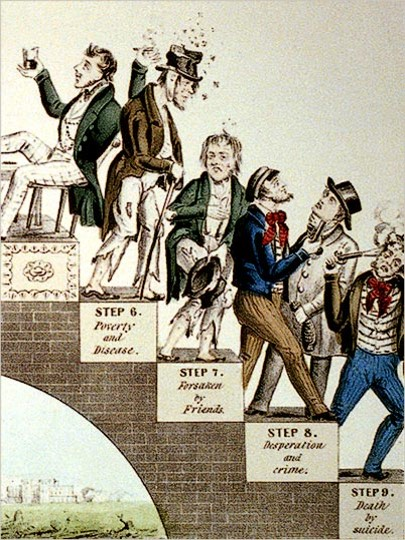 STEP 6.
Poverty
and
Disease.
STEP 7.
Forsaken
by
Friends.
STEP 8.
Desperation
and
crime.
STEP 9.
Death
by
suicide.